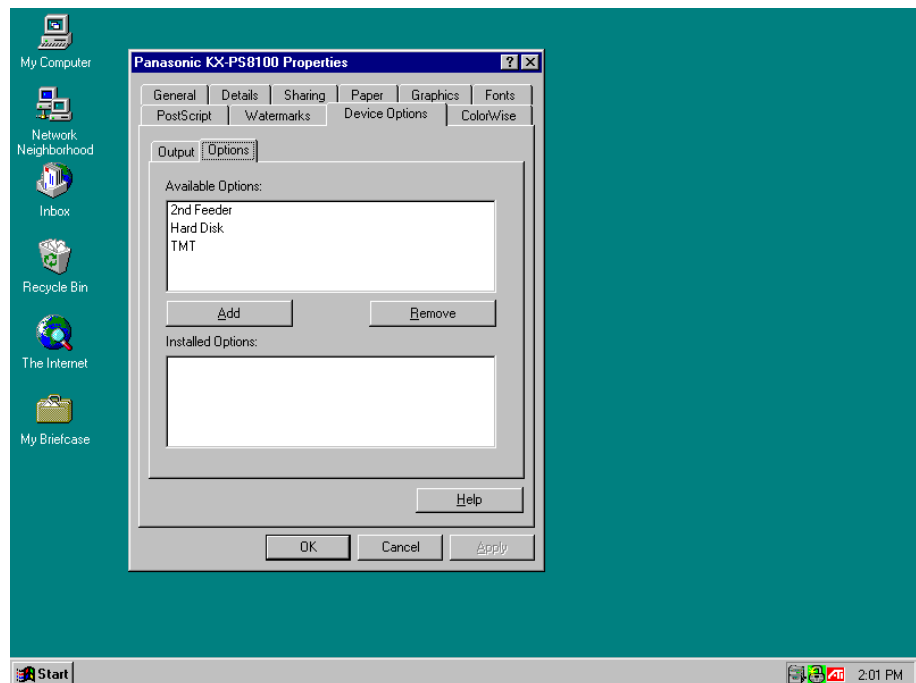 My Computer
Network
Neighborhood
Inbox
Recycle Bin
The Internet
My Briefcase
Panasonic KX-PS8100 Properties
General Details Sharing Paper Graphics Fonts
PostScript Watermarks Device Options ColorWise
Output Options
Available Options:
2nd Feeder
Hard Disk
TMT
Add Remove
Installed Options:
Help
OK Cancel Apply
Start ATI 2:01 PM